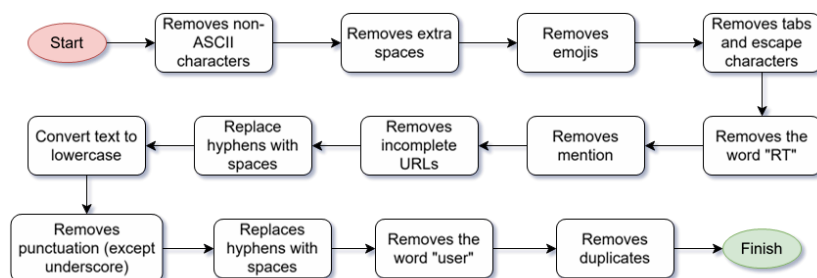 Start
Removes non-
ASCII
characters
Removes extra
spaces
Removes
emojis
Removes tabs
and escape
characters
Removes the
word "RT"
Removes
mention
Removes
incomplete
URLs
Replace
hyphens with
spaces
Convert text to
lowercase
Removes
punctuation (except
underscore)
Replaces
hyphens with
spaces
Removes the
word "user"
Removes
duplicates
Finish